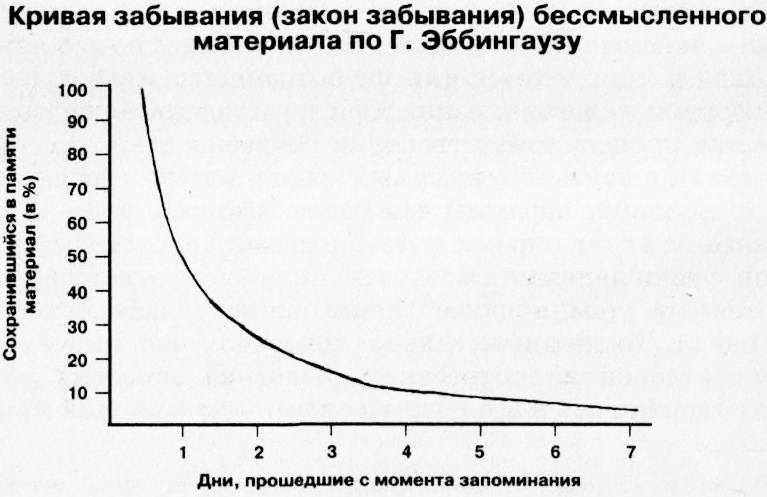 Кривая забывания (закон забывания) бессмысленного
материала по Г. Эббингаузу
Сохранившийся в памяти
материал (в %)
100
90
80
70
60
50
40
30
20
10
1 2 3 4 5 6 7
Дни, прошедшие с момента запоминания